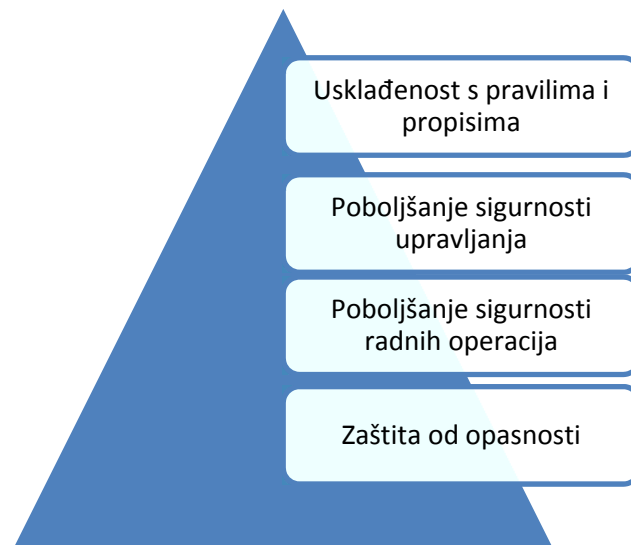 Usklađenost s pravilima i
propisima
Poboljšanje sigurnosti
upravljanja
Poboljšanje sigurnosti
radnih operacija
Zaštita od opasnosti